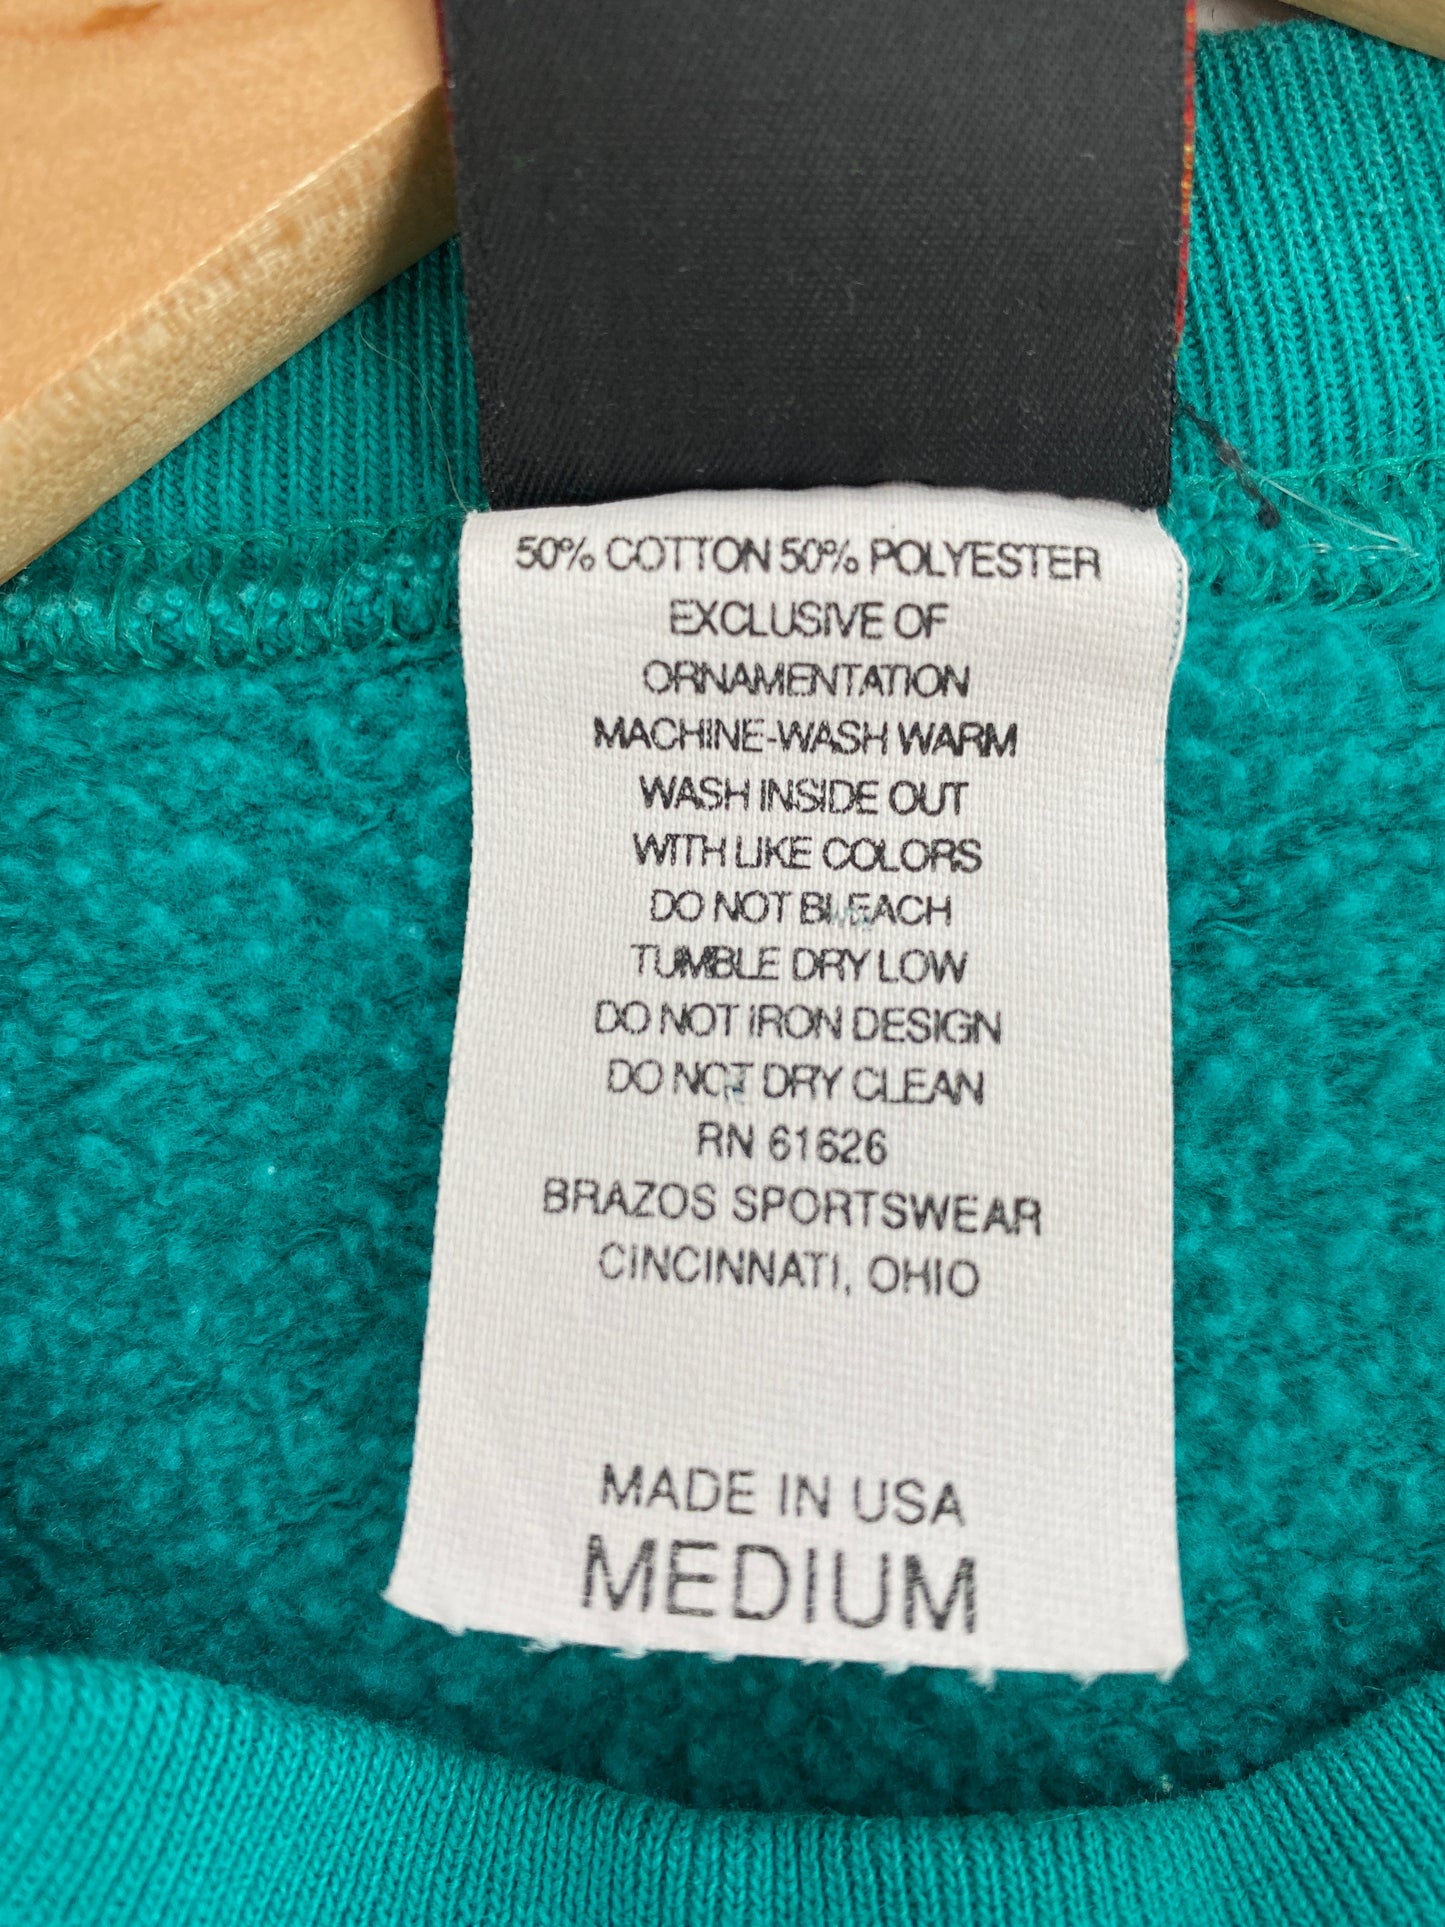 50% COTTON 50% POLYESTER
EXCLUSIVE OF
ORNAMENTATION
MACHINE-WASH WARM
WASH INSIDE OUT
WITH LIKE COLORS
DO NOT BLEACH
TUMBLE DRY LOW
DO NOT IRON DESIGN
DO NOT DRY CLEAN
RN 61626
BRAZOS SPORTSWEAR
CINCINNATI, OHIO
MADE IN USA
MEDIUM